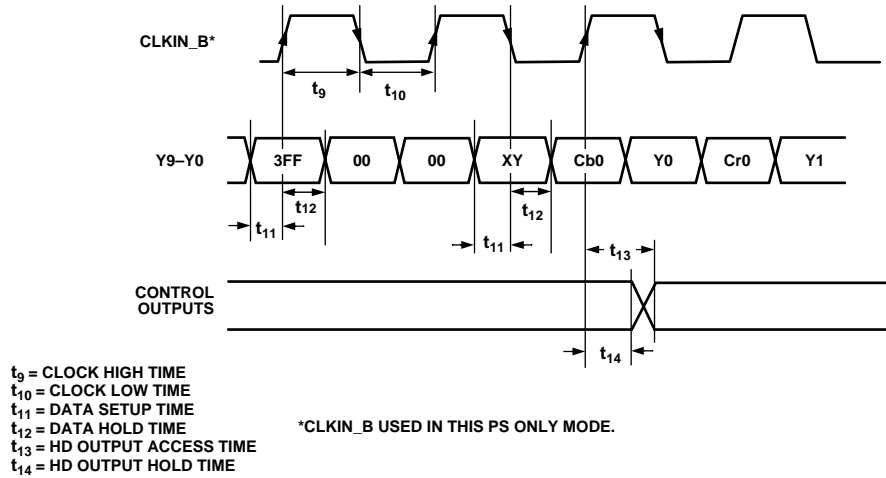 CLKIN_B*
t9
t10
Y9–Y0
3FF
00
00
XY
Cb0
Y0
Cr0
Y1
t12
t12
t11
t11
t13
CONTROL
OUTPUTS
t14
t9 = CLOCK HIGH TIME
t10 = CLOCK LOW TIME
t11 = DATA SETUP TIME
t12 = DATA HOLD TIME
t13 = HD OUTPUT ACCESS TIME
t14 = HD OUTPUT HOLD TIME
*CLKIN_B USED IN THIS PS ONLY MODE.